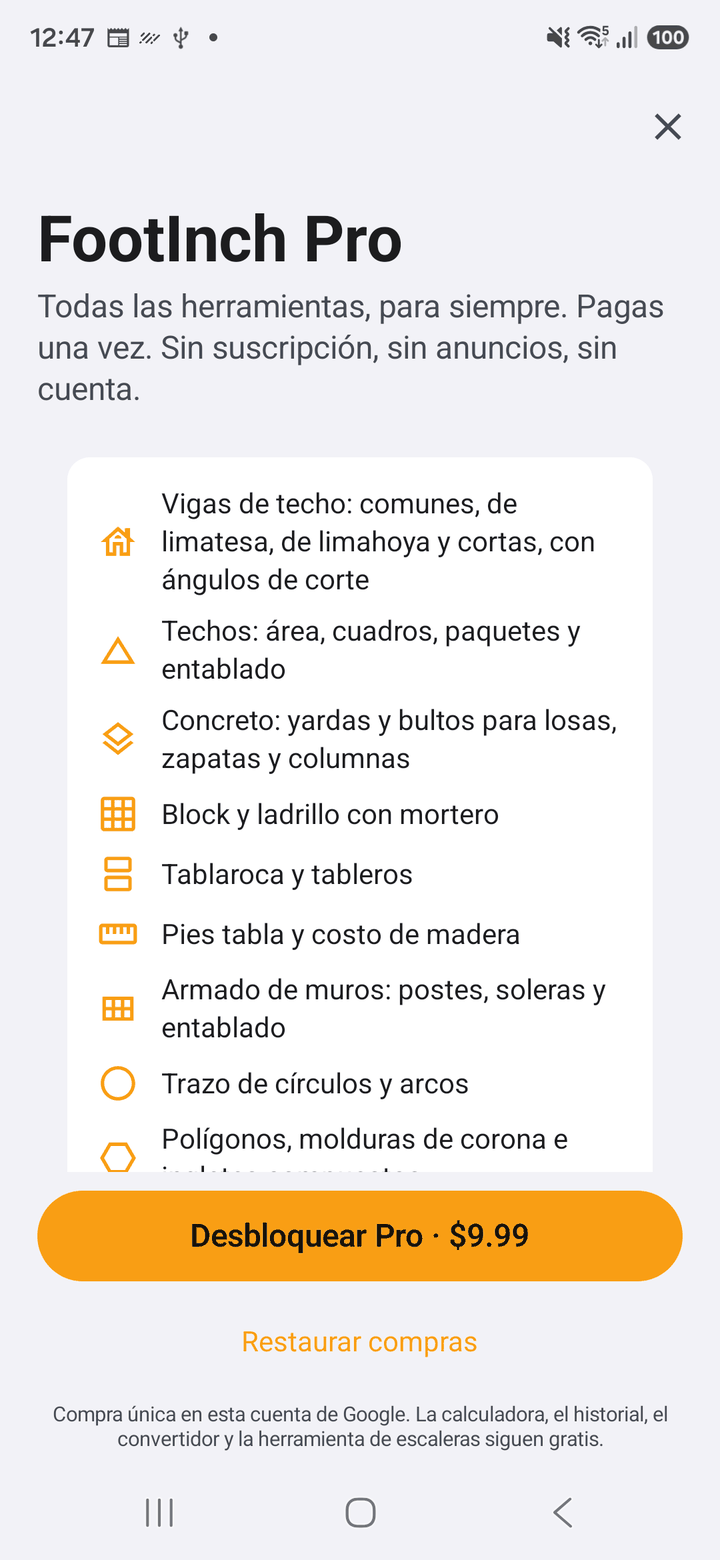 12:47
5
100
FootInch Pro
Todas las herramientas, para siempre. Pagas
una vez. Sin suscripción, sin anuncios, sin
cuenta.
Vigas de techo: comunes, de
limatesa, de limahoya y cortas, con
ángulos de corte
Techos: área, cuadros, paquetes y
entablado
Concreto: yardas y bultos para losas,
zapatas y columnas
Block y ladrillo con mortero
Tablaroca y tableros
Pies tabla y costo de madera
Armado de muros: postes, soleras y
entablado
Trazo de círculos y arcos
Polígonos, molduras de corona e
Desbloquear Pro · $9.99
Restaurar compras
Compra única en esta cuenta de Google. La calculadora, el historial, el
convertidor y la herramienta de escaleras siguen gratis.